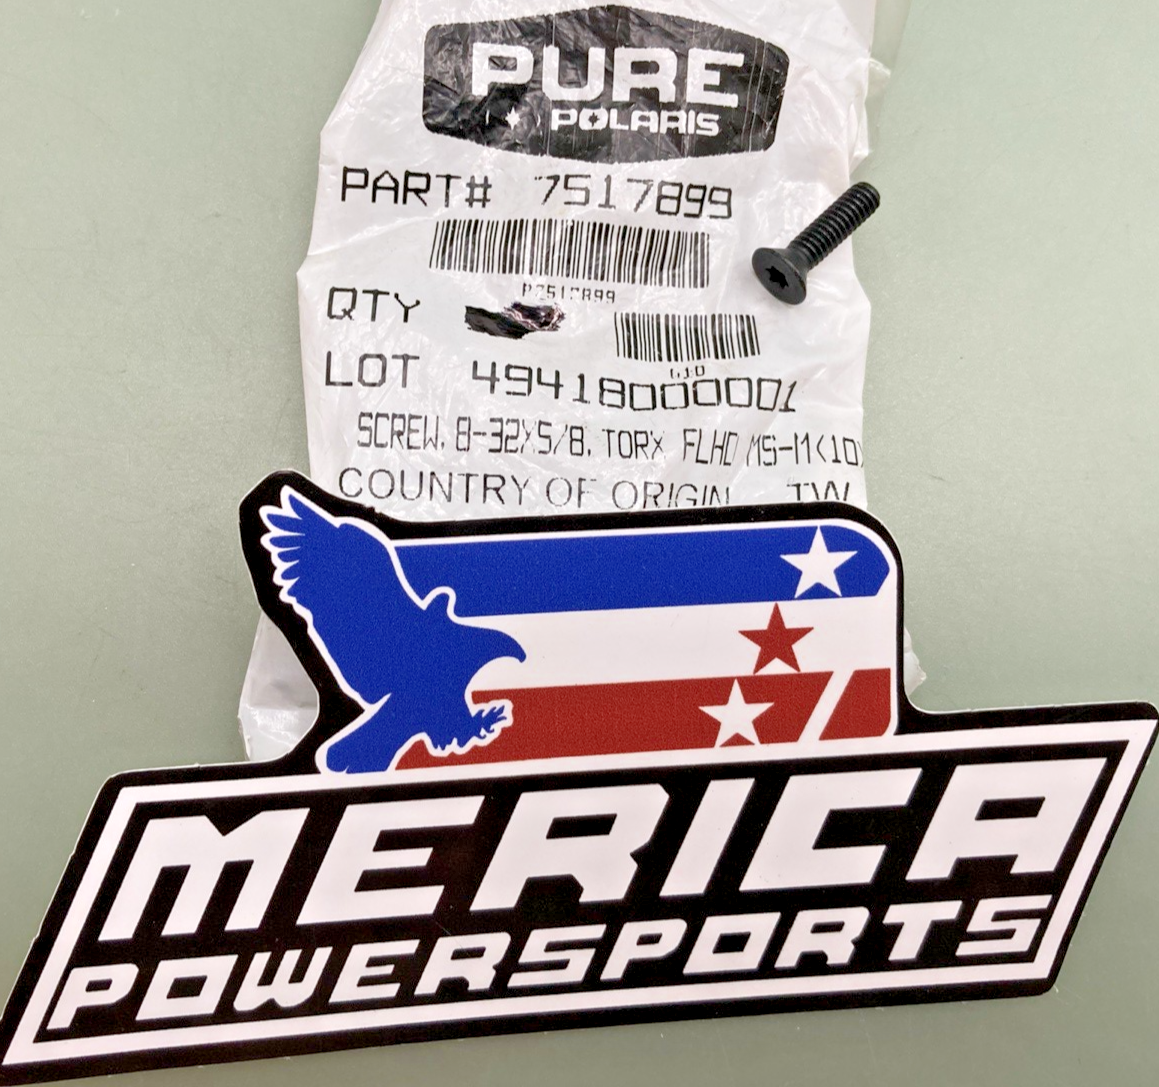 PURE
POLARIS
PART# 7517899
P7517899
QTY
LOT 49418000001
SCREW, 8-32X5/8, TORX FLHD MS-M(10)
COUNTRY OF ORIGIN TW
MERICA
POWERSPORTS